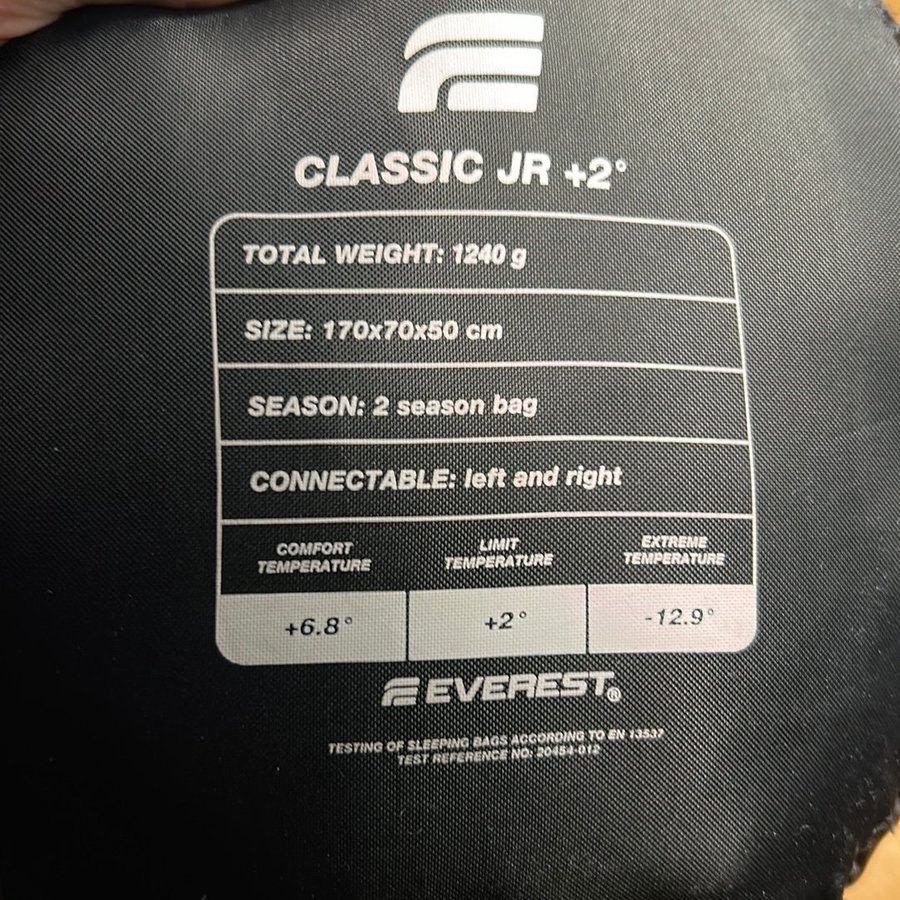 CLASSIC JR +2°
TOTAL WEIGHT: 1240 g
SIZE: 170x70x50 cm
SEASON: 2 season bag
CONNECTABLE: left and right
COMFORT TEMPERATURE
LIMIT TEMPERATURE
EXTREME TEMPERATURE
+6.8°
+2°
-12.9°
EVEREST®
TESTING OF SLEEPING BAGS ACCORDING TO EN 13537
TEST REFERENCE NO: 20454-012